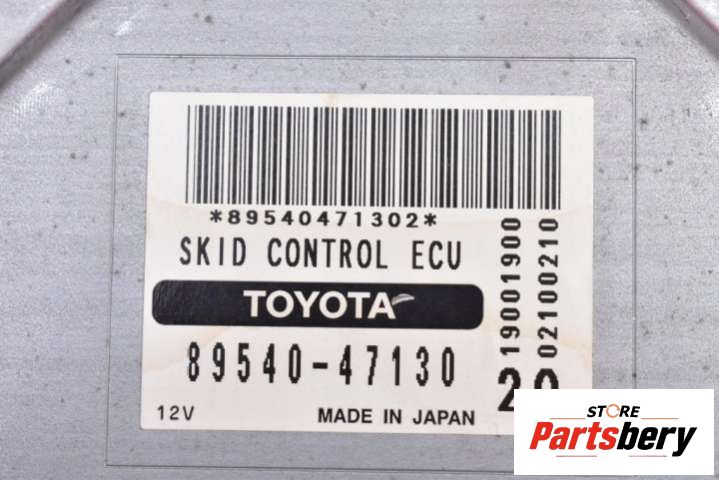 *89540471302*
SKID CONTROL ECU
TOYOTA
89540-47130
12V MADE IN JAPAN
19001900
02100210
STORE
Partsbery